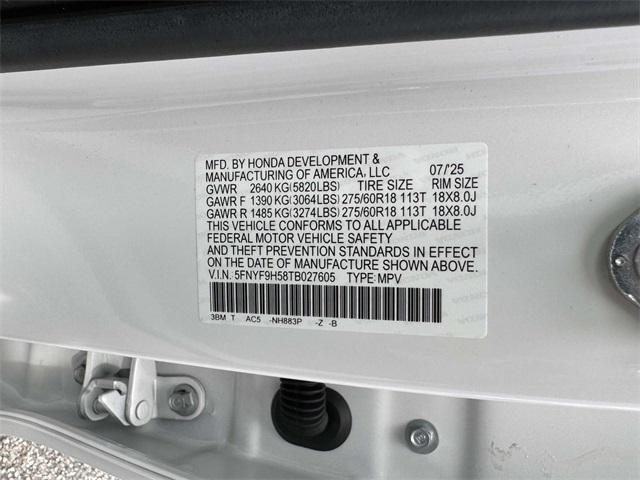 MFD. BY HONDA DEVELOPMENT &
MANUFACTURING OF AMERICA, LLC 07/'25
GVWR 2640 KG(5820LBS) TIRE SIZE RIM SIZE
GAWR F 1390 KG(3064LBS) 275/60R18 113T 18X8.0J
GAWR R 1485 KG(3274LBS) 275/60R18 113T 18X8.0J
THIS VEHICLE CONFORMS TO ALL APPLICABLE
FEDERAL MOTOR VEHICLE SAFETY
AND THEFT PREVENTION STANDARDS IN EFFECT
ON THE DATE OF MANUFACTURE SHOWN ABOVE.
V.I.N. 5FNYF9H58TB027605 TYPE: MPV
3BM T AC5 -NH883P -Z -B